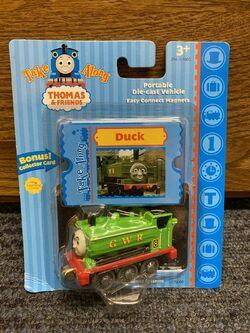 Take Along
THOMAS
& FRIENDS
3+
Portable
Die-cast Vehicle
Easy Connect Magnets
Bonus!
Collector Card
Duck
Take Along
GWR